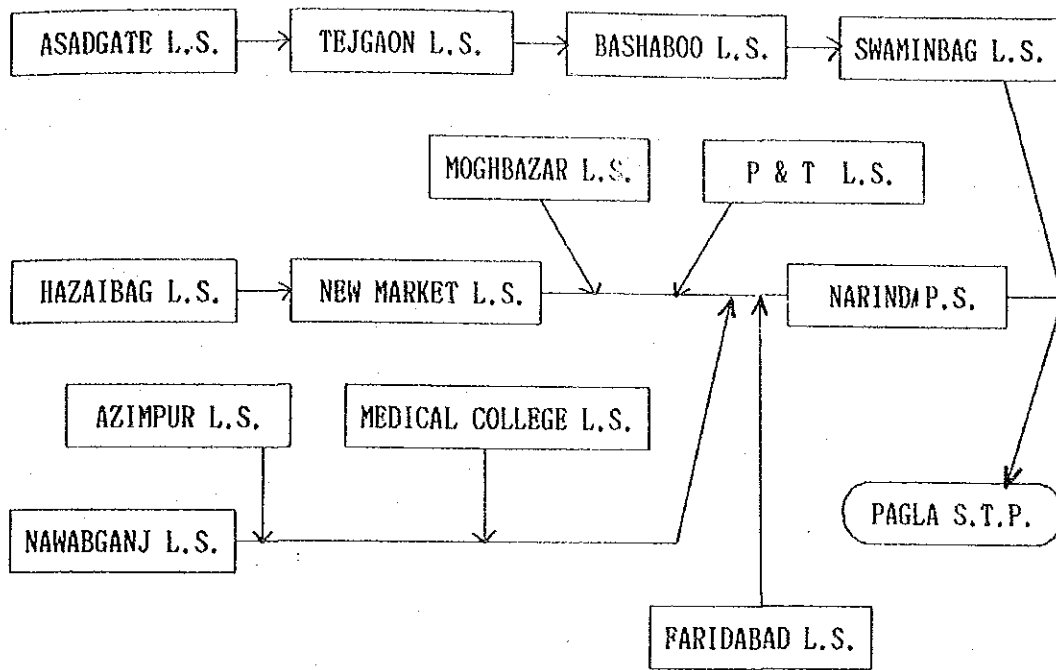 ASADGATE L.S.
TEJGAON L.S.
BASHABOO L.S.
SWAMINBAG L.S.
MOGHBAZAR L.S.
P & T L.S.
HAZAIBAG L.S.
NEW MARKET L.S.
NARINDA P.S.
AZIMPUR L.S.
MEDICAL COLLEGE L.S.
PAGLA S.T.P.
NAWABGANJ L.S.
FARIDABAD L.S.